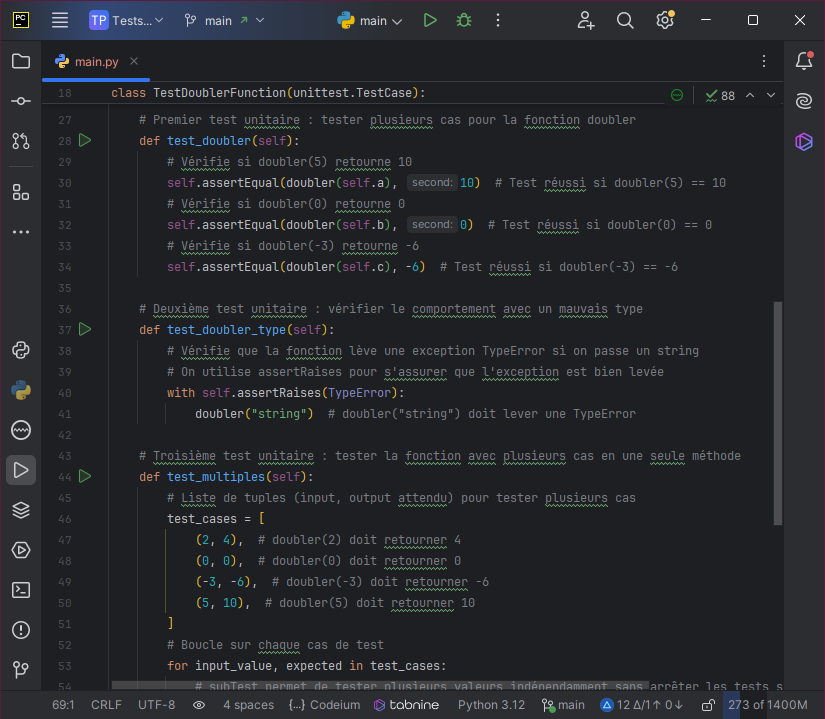 PC TP Tests... main main
main.py
18 class TestDoublerFunction(unittest.TestCase): 88
27 # Premier test unitaire : tester plusieurs cas pour la fonction doubler
28 def test_doubler(self):
29 # Vérifie si doubler(5) retourne 10
30 self.assertEqual(doubler(self.a), second: 10) # Test réussi si doubler(5) == 10
31 # Vérifie si doubler(0) retourne 0
32 self.assertEqual(doubler(self.b), second: 0) # Test réussi si doubler(0) == 0
33 # Vérifie si doubler(-3) retourne -6
34 self.assertEqual(doubler(self.c), -6) # Test réussi si doubler(-3) == -6
35
36 # Deuxième test unitaire : vérifier le comportement avec un mauvais type
37 def test_doubler_type(self):
38 # Vérifie que la fonction lève une exception TypeError si on passe un string
39 # On utilise assertRaises pour s'assurer que l'exception est bien levée
40 with self.assertRaises(TypeError):
41 doubler("string") # doubler("string") doit lever une TypeError
42
43 # Troisième test unitaire : tester la fonction avec plusieurs cas en une seule méthode
44 def test_multiples(self):
45 # Liste de tuples (input, output attendu) pour tester plusieurs cas
46 test_cases = [
47 (2, 4), # doubler(2) doit retourner 4
48 (0, 0), # doubler(0) doit retourner 0
49 (-3, -6), # doubler(-3) doit retourner -6
50 (5, 10), # doubler(5) doit retourner 10
51 ]
52 # Boucle sur chaque cas de test
53 for input_value, expected in test_cases:
54 # subTest permet de tester plusieurs valeurs indépendamment sans arrêter les tests s
69:1 CRLF UTF-8 4 spaces {...} Codeium tabnine Python 3.12 main 12 Δ/1↑ 0↓ 273 of 1400M